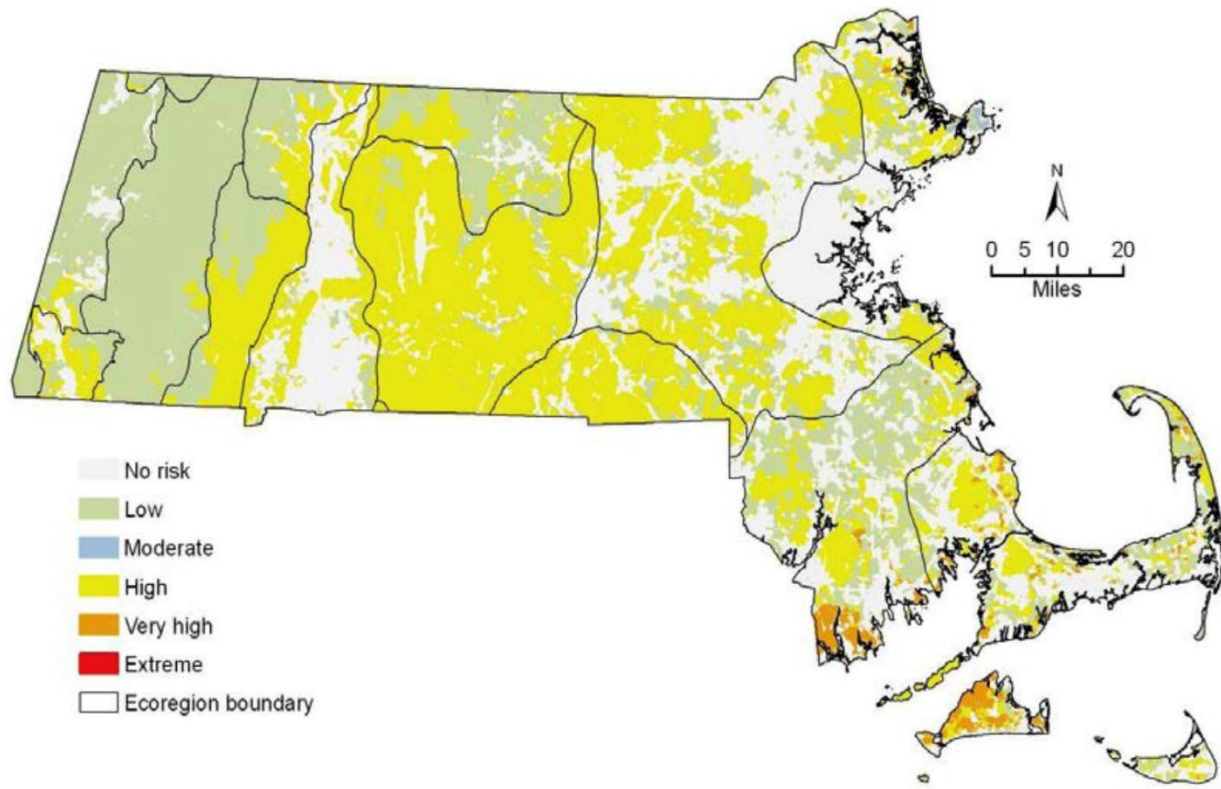 N
0 5 10 20
Miles
No risk
Low
Moderate
High
Very high
Extreme
Ecoregion boundary